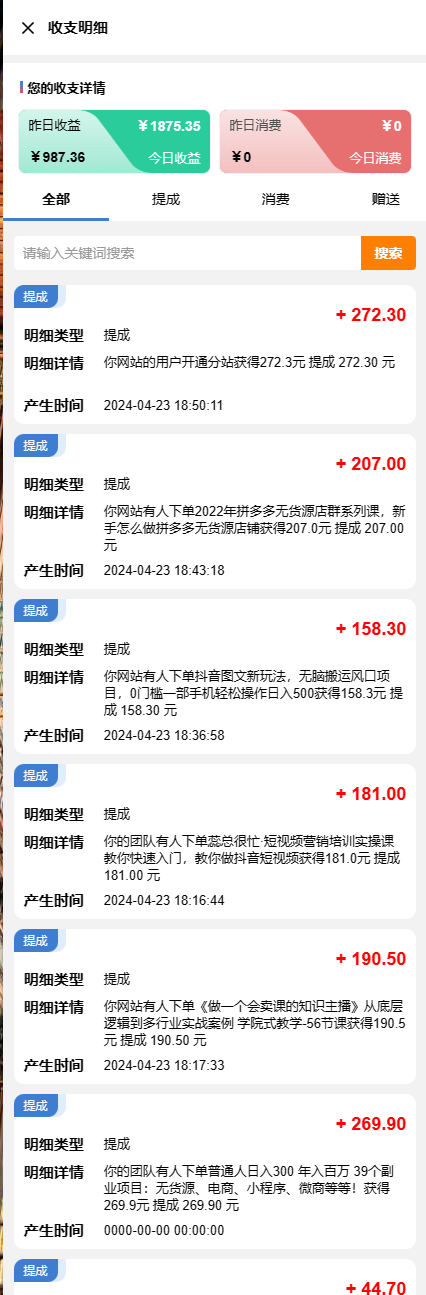 收支明细
您的收支详情
昨日收益 ￥1875.35
￥987.36 今日收益
昨日消费 ￥0
￥0 今日消费
全部 提成 消费 赠送
请输入关键词搜索 搜索
提成
+ 272.30
明细类型 提成
明细详情 你网站的用户开通分站获得272.3元 提成 272.30 元
产生时间 2024-04-23 18:50:11
提成
+ 207.00
明细类型 提成
明细详情 你网站有人下单2022年拼多多无货源店群系列课，新
手怎么做拼多多无货源店铺获得207.0元 提成 207.00
元
产生时间 2024-04-23 18:43:18
提成
+ 158.30
明细类型 提成
明细详情 你网站有人下单抖音图文新玩法，无脑搬运风口项
目，0门槛一部手机轻松操作日入500获得158.3元 提
成 158.30 元
产生时间 2024-04-23 18:36:58
提成
+ 181.00
明细类型 提成
明细详情 你的团队有人下单蕊总很忙·短视频营销培训实操课
教你快速入门，教你做抖音短视频获得181.0元 提成
181.00 元
产生时间 2024-04-23 18:16:44
提成
+ 190.50
明细类型 提成
明细详情 你网站有人下单《做一个会卖课的知识主播》从底层
逻辑到多行业实战案例 学院式教学-56节课获得190.5
元 提成 190.50 元
产生时间 2024-04-23 18:17:33
提成
+ 269.90
明细类型 提成
明细详情 你的团队有人下单普通人日入300 年入百万 39个副
业项目：无货源、电商、小程序、微商等等！获得
269.9元 提成 269.90 元
产生时间 0000-00-00 00:00:00
提成
+ 44.70